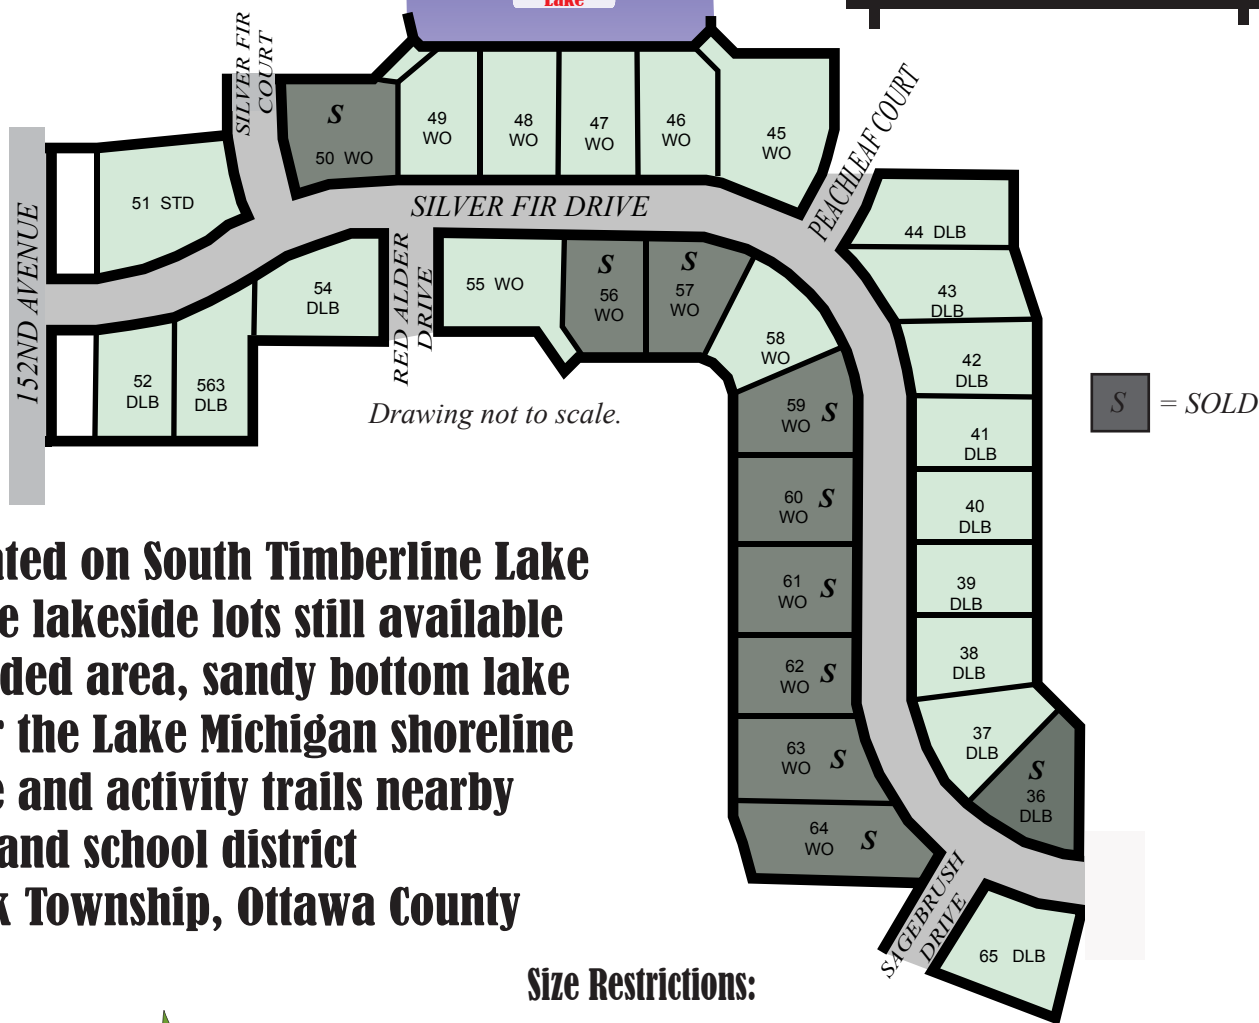 Lake
SILVER FIR
COURT
S
50 WO
49
WO
48
WO
47
WO
46
WO
45
WO
PEACHLEAF COURT
51 STD
SILVER FIR DRIVE
44 DLB
152ND AVENUE
54
DLB
RED ALDER
DRIVE
55 WO
S
56
WO
S
57
WO
58
WO
43
DLB
42
DLB
52
DLB
563
DLB
Drawing not to scale.
59
WO S
41
DLB
S = SOLD
60
WO S
40
DLB
61
WO S
39
DLB
62
WO S
38
DLB
63
WO S
37
DLB
S
36
DLB
64
WO S
SAGEBRUSH
DRIVE
65 DLB
ated on South Timberline Lake
e lakeside lots still available
ded area, sandy bottom lake
r the Lake Michigan shoreline
e and activity trails nearby
and school district
k Township, Ottawa County
Size Restrictions: